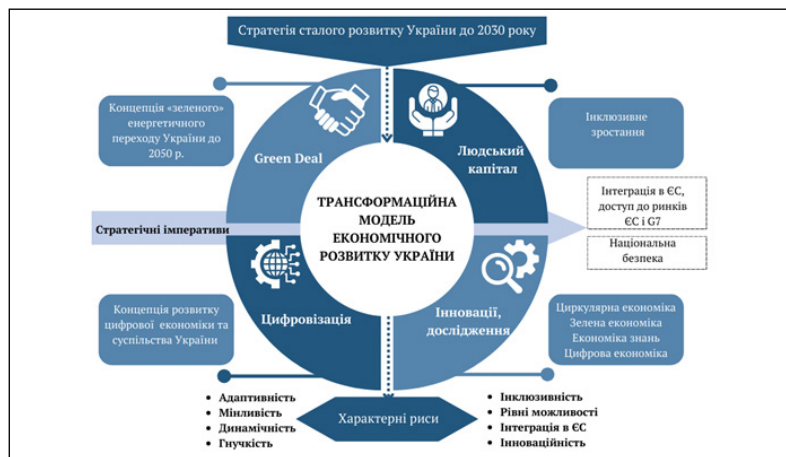 Стратегія сталого розвитку України до 2030 року
Концепція «зеленого»
енергетичного
переходу України до
2050 р.
Green Deal
Людський
капітал
Інклюзивне
зростання
ТРАНСФОРМАЦІЙНА
МОДЕЛЬ
ЕКОНОМІЧНОГО
РОЗВИТКУ УКРАЇНИ
Стратегічні імперативи
Інтеграція в ЄС,
доступ до ринків
ЄС і G7
Національна
безпека
Концепція розвитку
цифрової економіки та
суспільства України
Цифровізація
Інновації,
дослідження
Циркулярна економіка
Зелена економіка
Економіка знань
Цифрова економіка
Адаптивність
Мінливість
Динамічність
Гнучкість
Характерні риси
Інклюзивність
Рівні можливості
Інтеграція в ЄС
Інноваційність